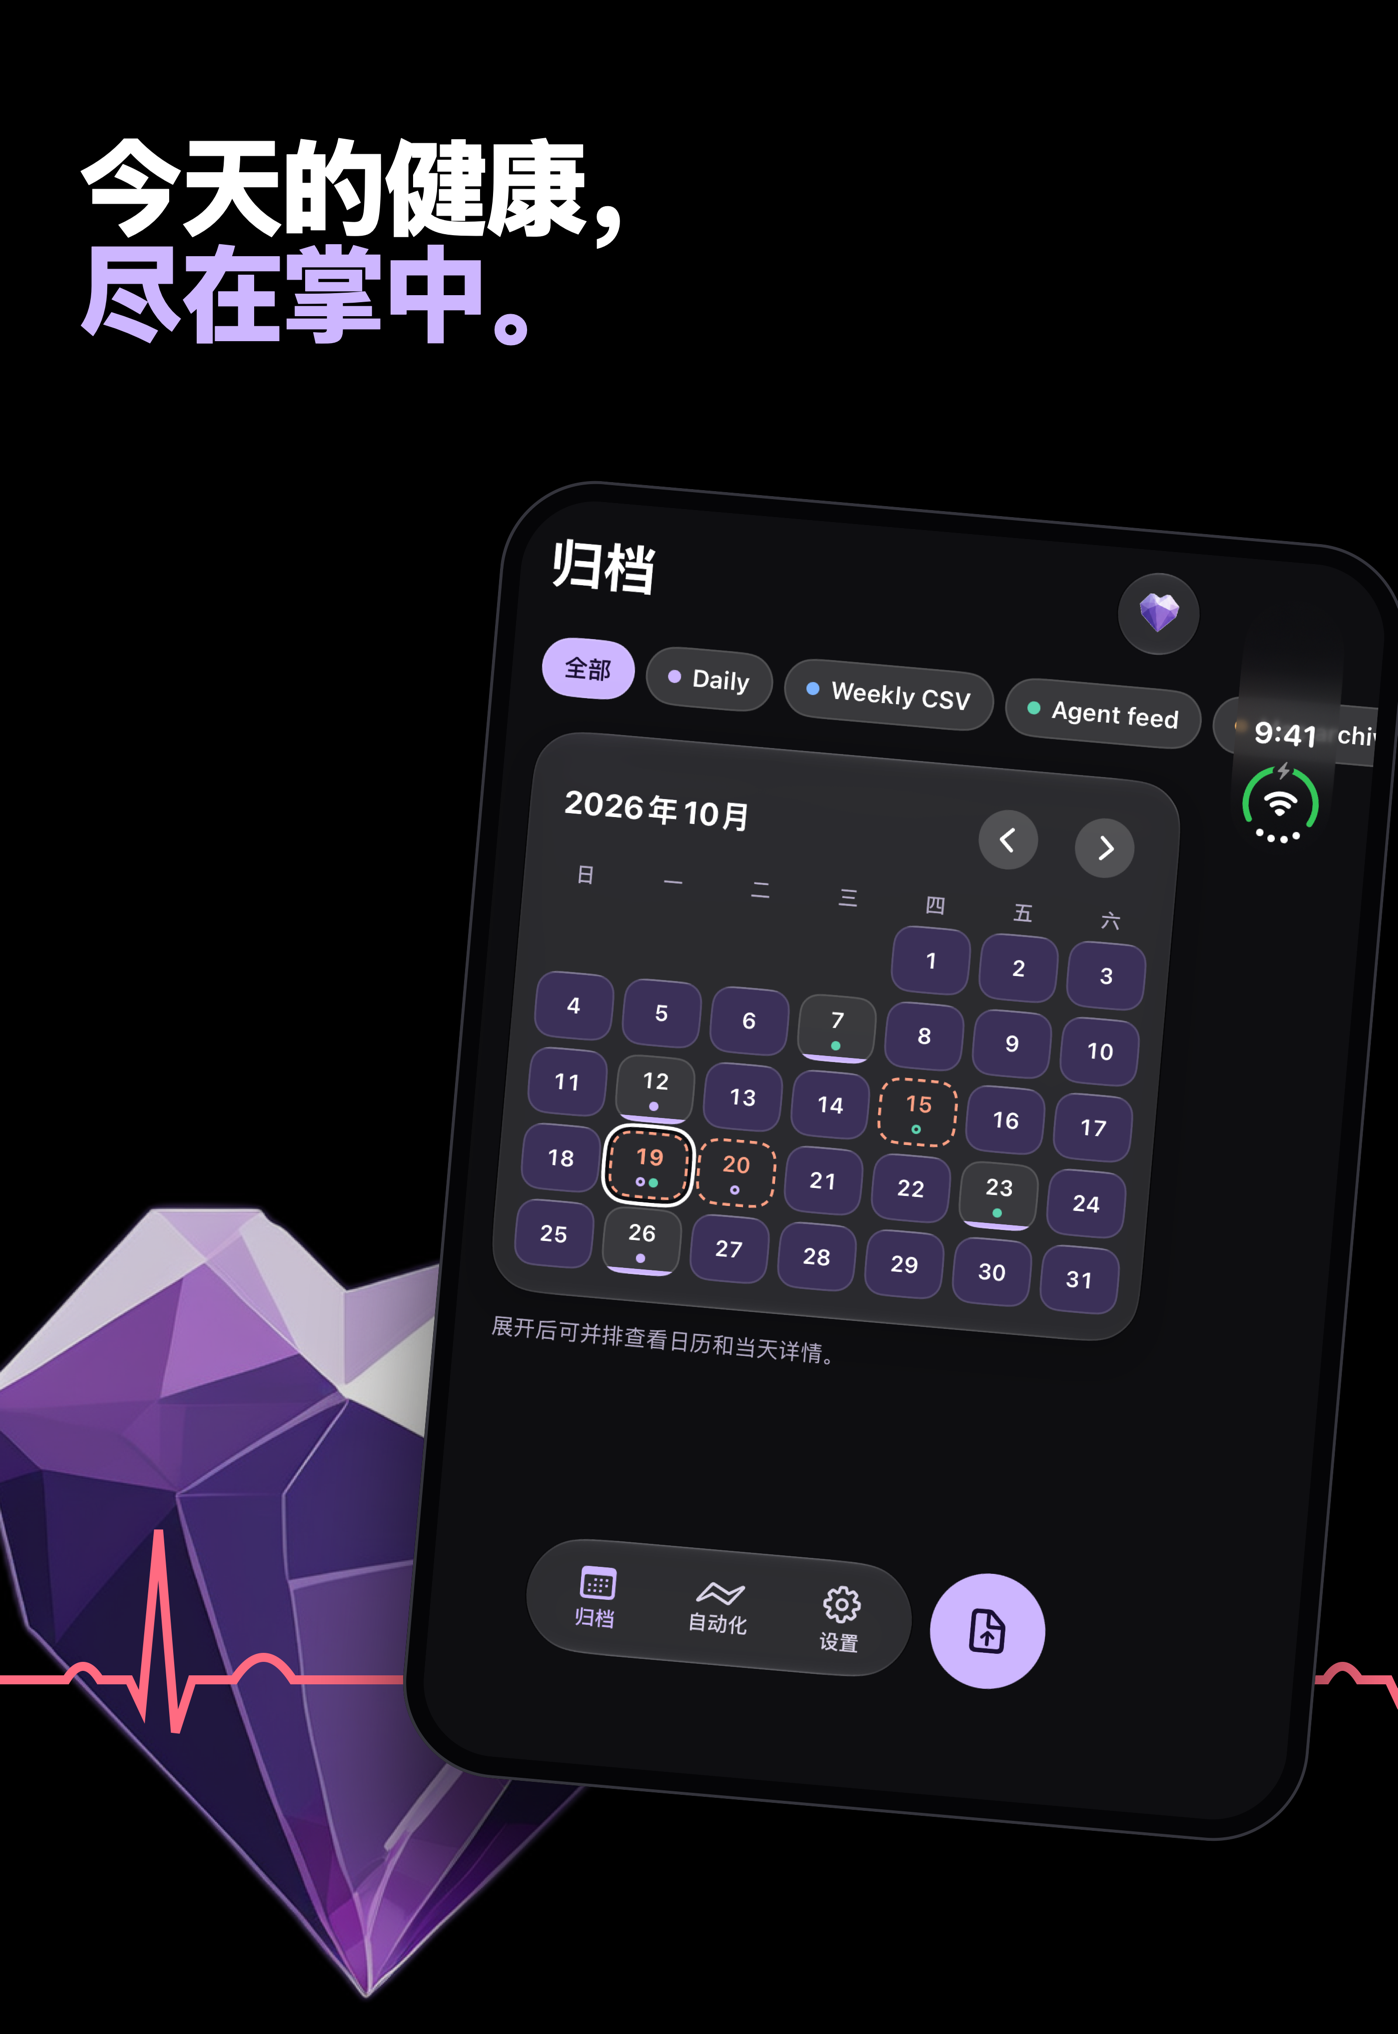 今天的健康，
尽在掌中。
归档
全部
Daily
Weekly CSV
Agent feed
9:41
2026年10月
日 一 二 三 四 五 六
1 2 3
4 5 6 7 8 9 10
11 12 13 14 15 16 17
18 19 20 21 22 23 24
25 26 27 28 29 30 31
展开后可并排查看日历和当天详情。
归档
自动化
设置